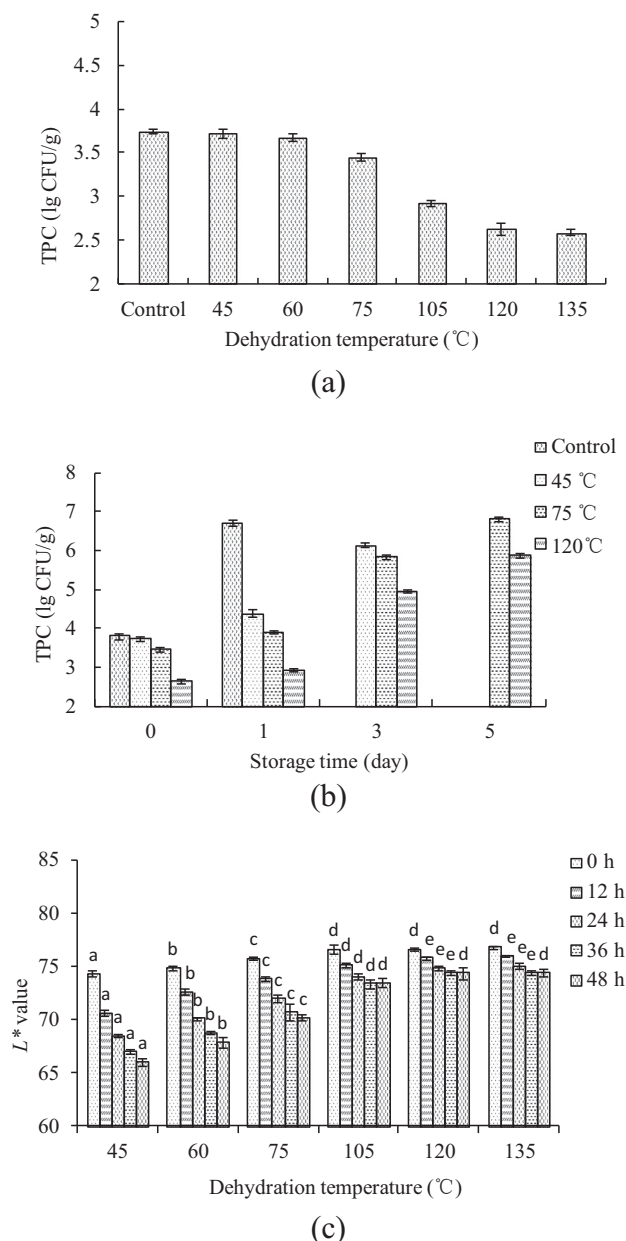 5
4.5
4
3.5
3
2.5
2
TPC (lg CFU/g)
Control 45 60 75 105 120 135
Dehydration temperature (℃)
(a)
Control
45 ℃
75 ℃
120℃
8
7
6
5
4
3
2
TPC (lg CFU/g)
0 1 3 5
Storage time (day)
(b)
0 h
12 h
24 h
36 h
48 h
85
80
75
70
65
60
L* value
a a a a a
b b b b b
c c c c c
d d d d d
d e e e d
d e e e d
45 60 75 105 120 135
Dehydration temperature (℃)
(c)